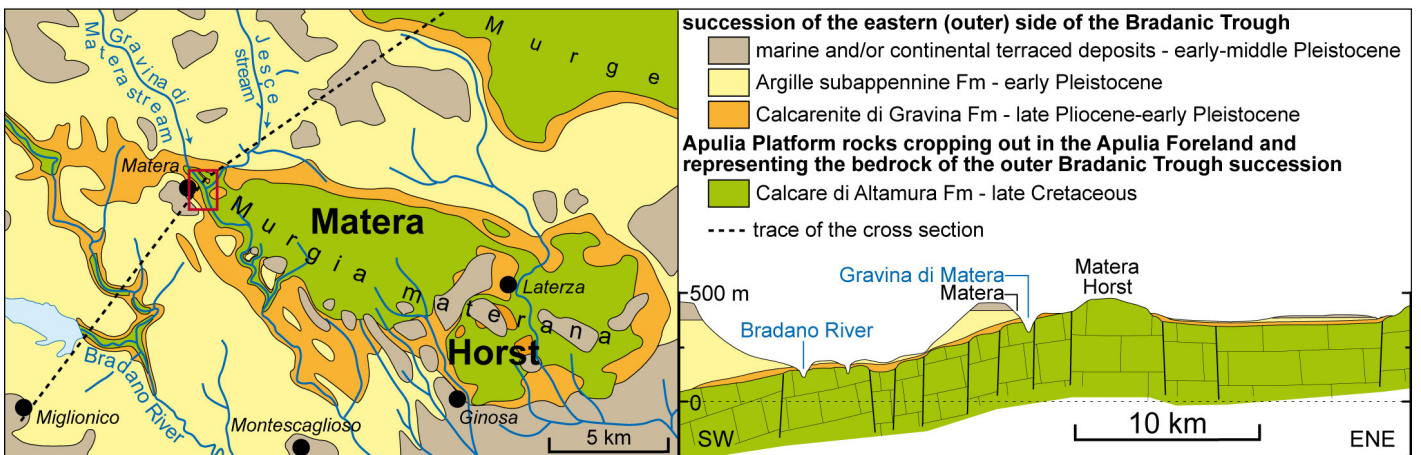 Gravina di
Matera stream
Jesce
stream
Murge
Matera
Matera
Murgia materana
Laterza
Horst
Bradano River
Miglionico
Montescaglioso
Ginosa
5 km
succession of the eastern (outer) side of the Bradanic Trough
marine and/or continental terraced deposits - early-middle Pleistocene
Argille subappennine Fm - early Pleistocene
Calcarenite di Gravina Fm - late Pliocene-early Pleistocene
Apulia Platform rocks cropping out in the Apulia Foreland and
representing the bedrock of the outer Bradanic Trough succession
Calcare di Altamura Fm - late Cretaceous
trace of the cross section
Gravina di Matera
Matera
Horst
500 m
Matera
Bradano River
0
SW
10 km
ENE